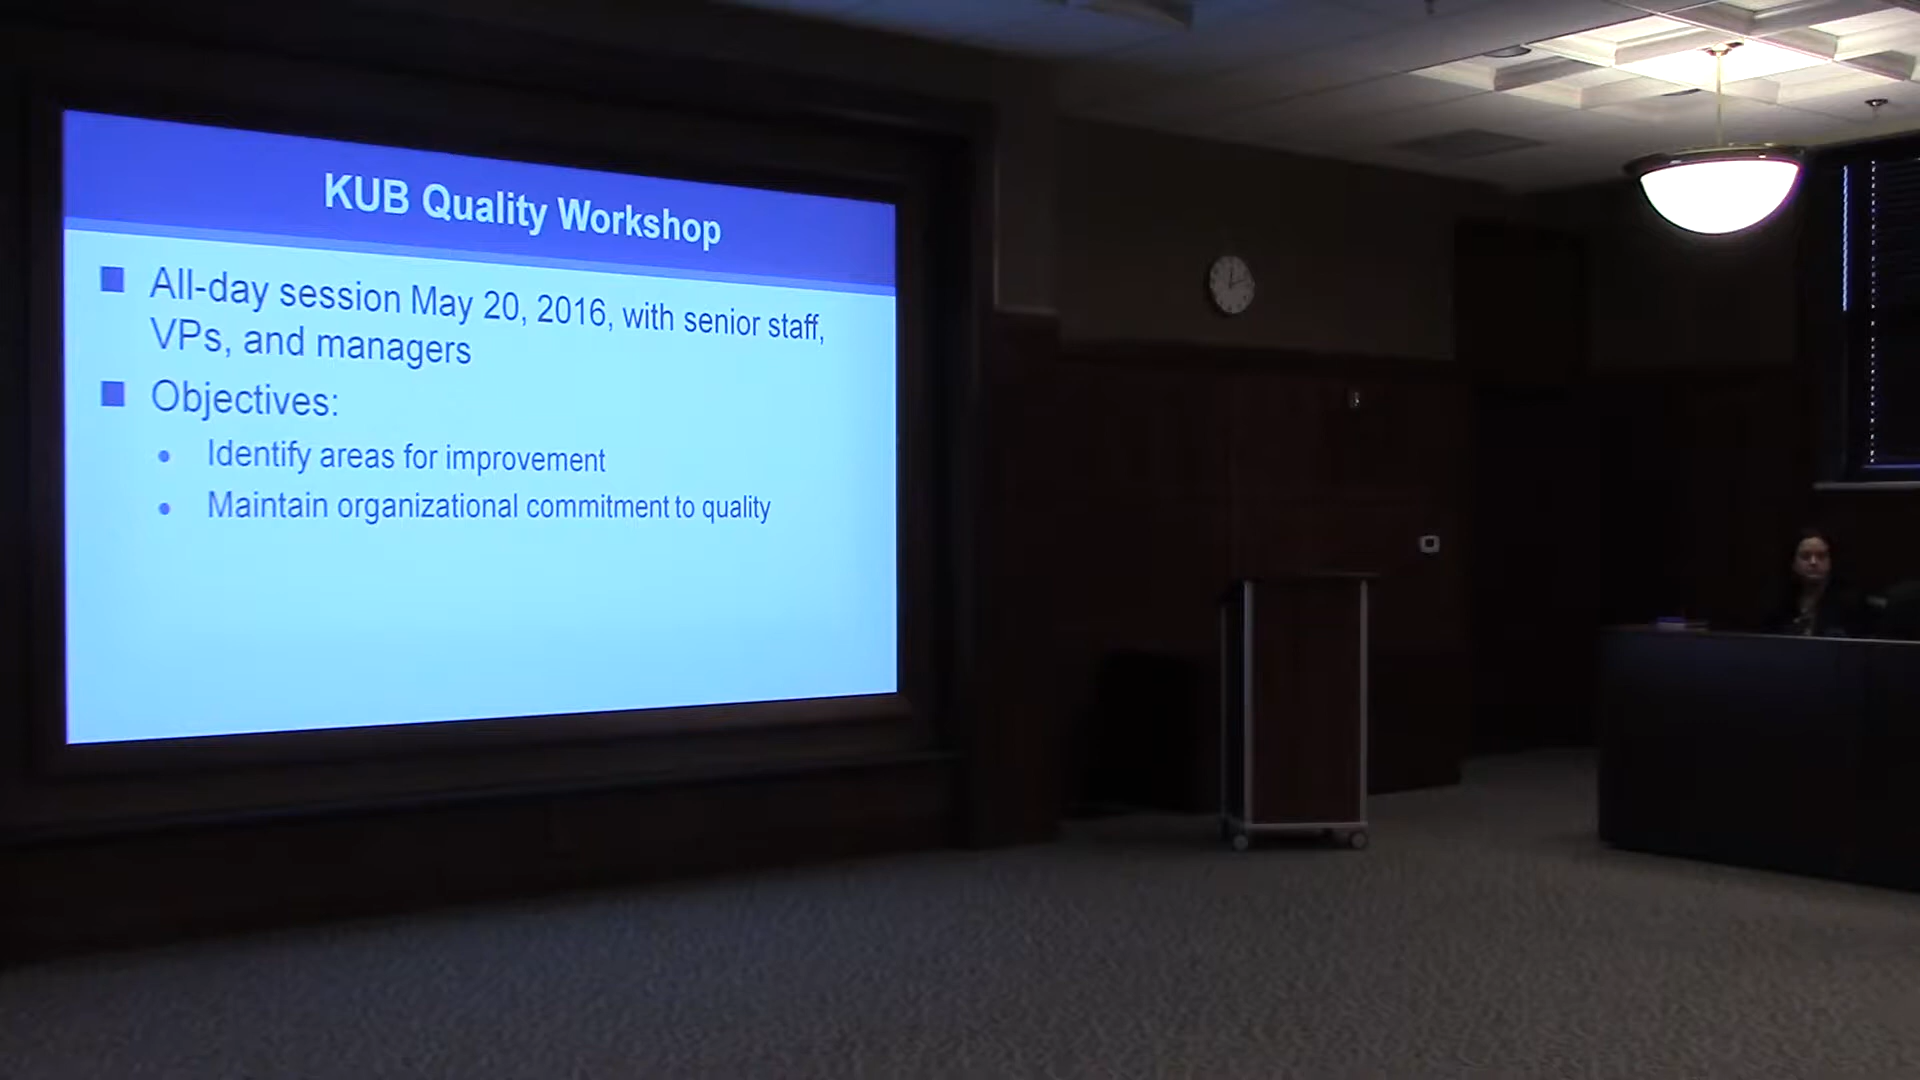 KUB Quality Workshop
All-day session May 20, 2016, with senior staff,
VPs, and managers
Objectives:
Identify areas for improvement
Maintain organizational commitment to quality